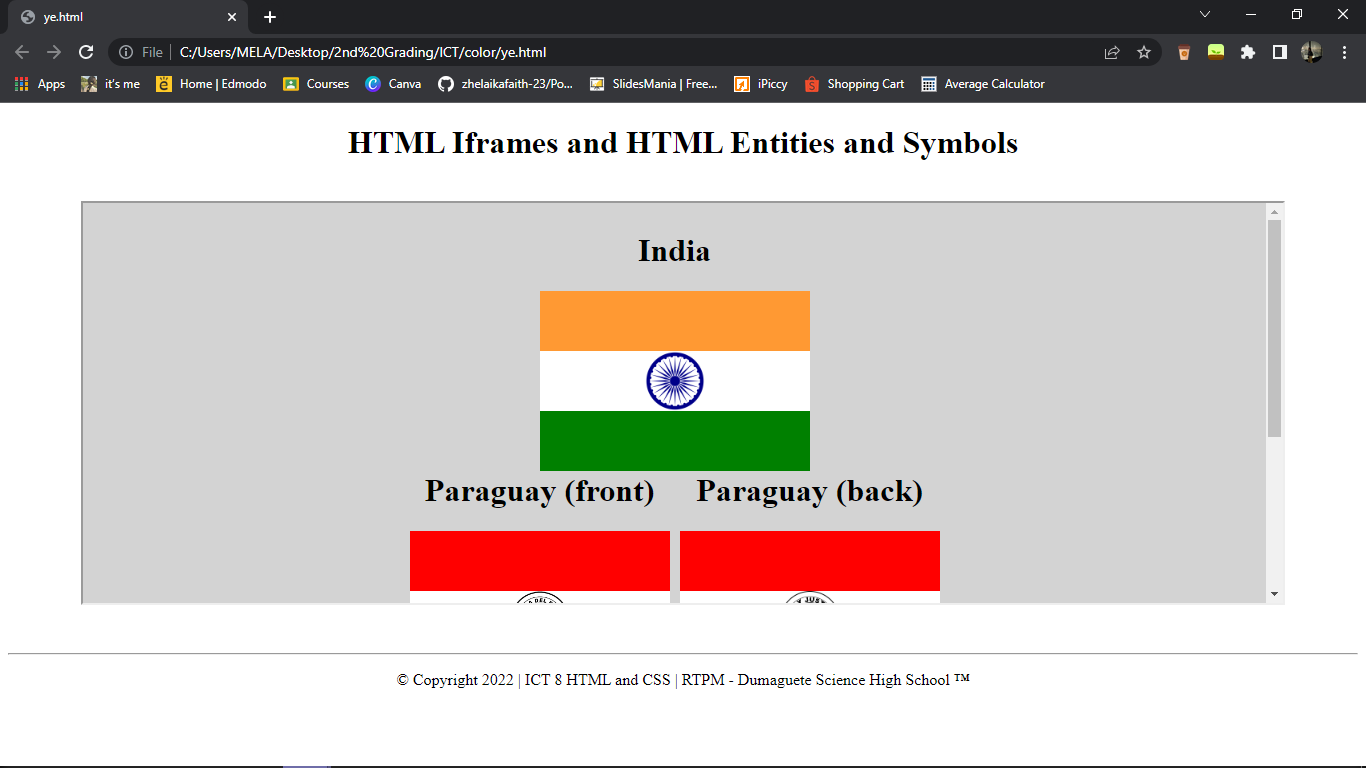 ye.html
File
C:/Users/MELA/Desktop/2nd%20Grading/ICT/color/ye.html
Apps
it's me
Home | Edmodo
Courses
Canva
zhelaikafaith-23/Po...
SlidesMania | Free...
iPiccy
Shopping Cart
Average Calculator
HTML Iframes and HTML Entities and Symbols
India
Paraguay (front)
Paraguay (back)
© Copyright 2022 | ICT 8 HTML and CSS | RTPM - Dumaguete Science High School ™